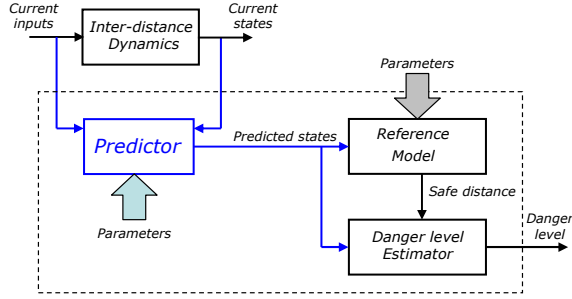 Current
inputs
Inter-distance
Dynamics
Current
states
Parameters
Predictor
Predicted states
Reference
Model
Safe distance
Parameters
Danger level
Estimator
Danger
level